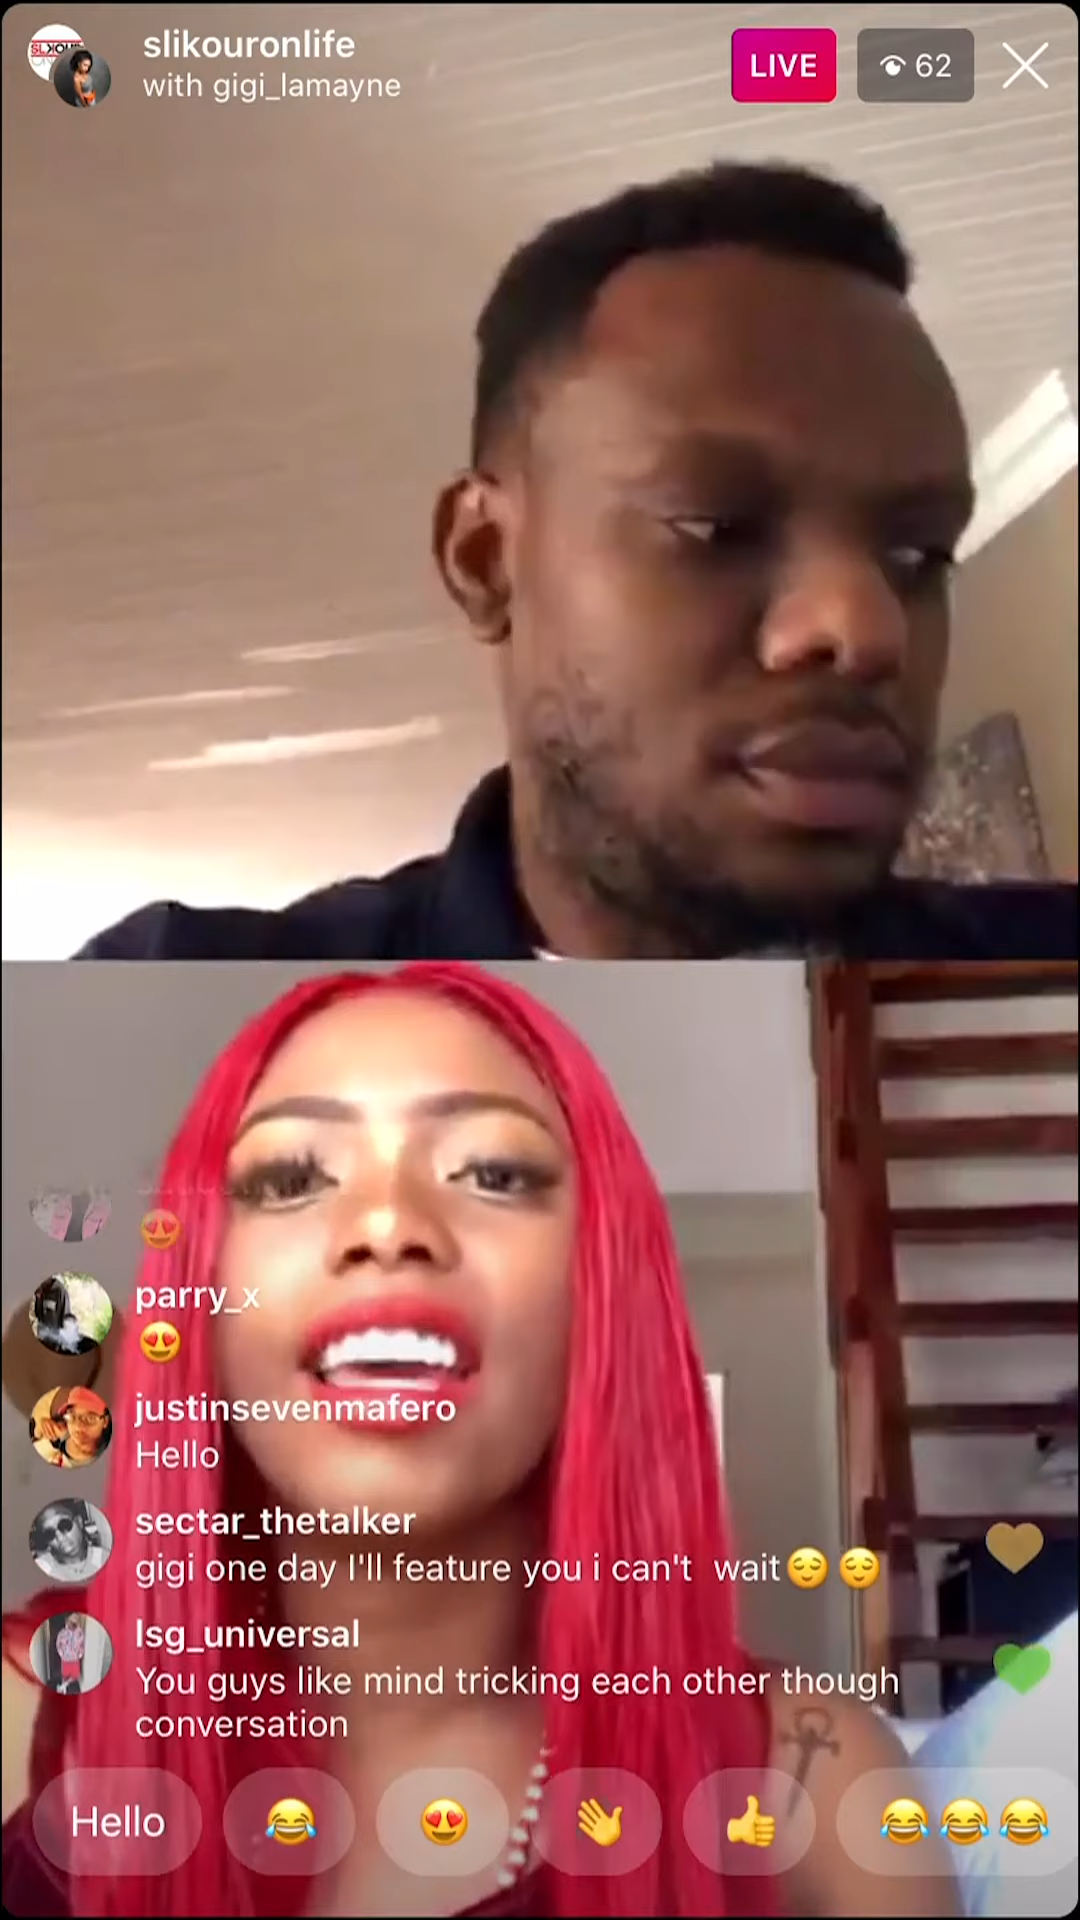 slikouronlife
with gigi_lamayne
LIVE
62
parry_x
😍
justinsevenmafero
Hello
sectar_thetalker
gigi one day I'll feature you i can't  wait😌😌
lsg_universal
You guys like mind tricking each other though
conversation
Hello